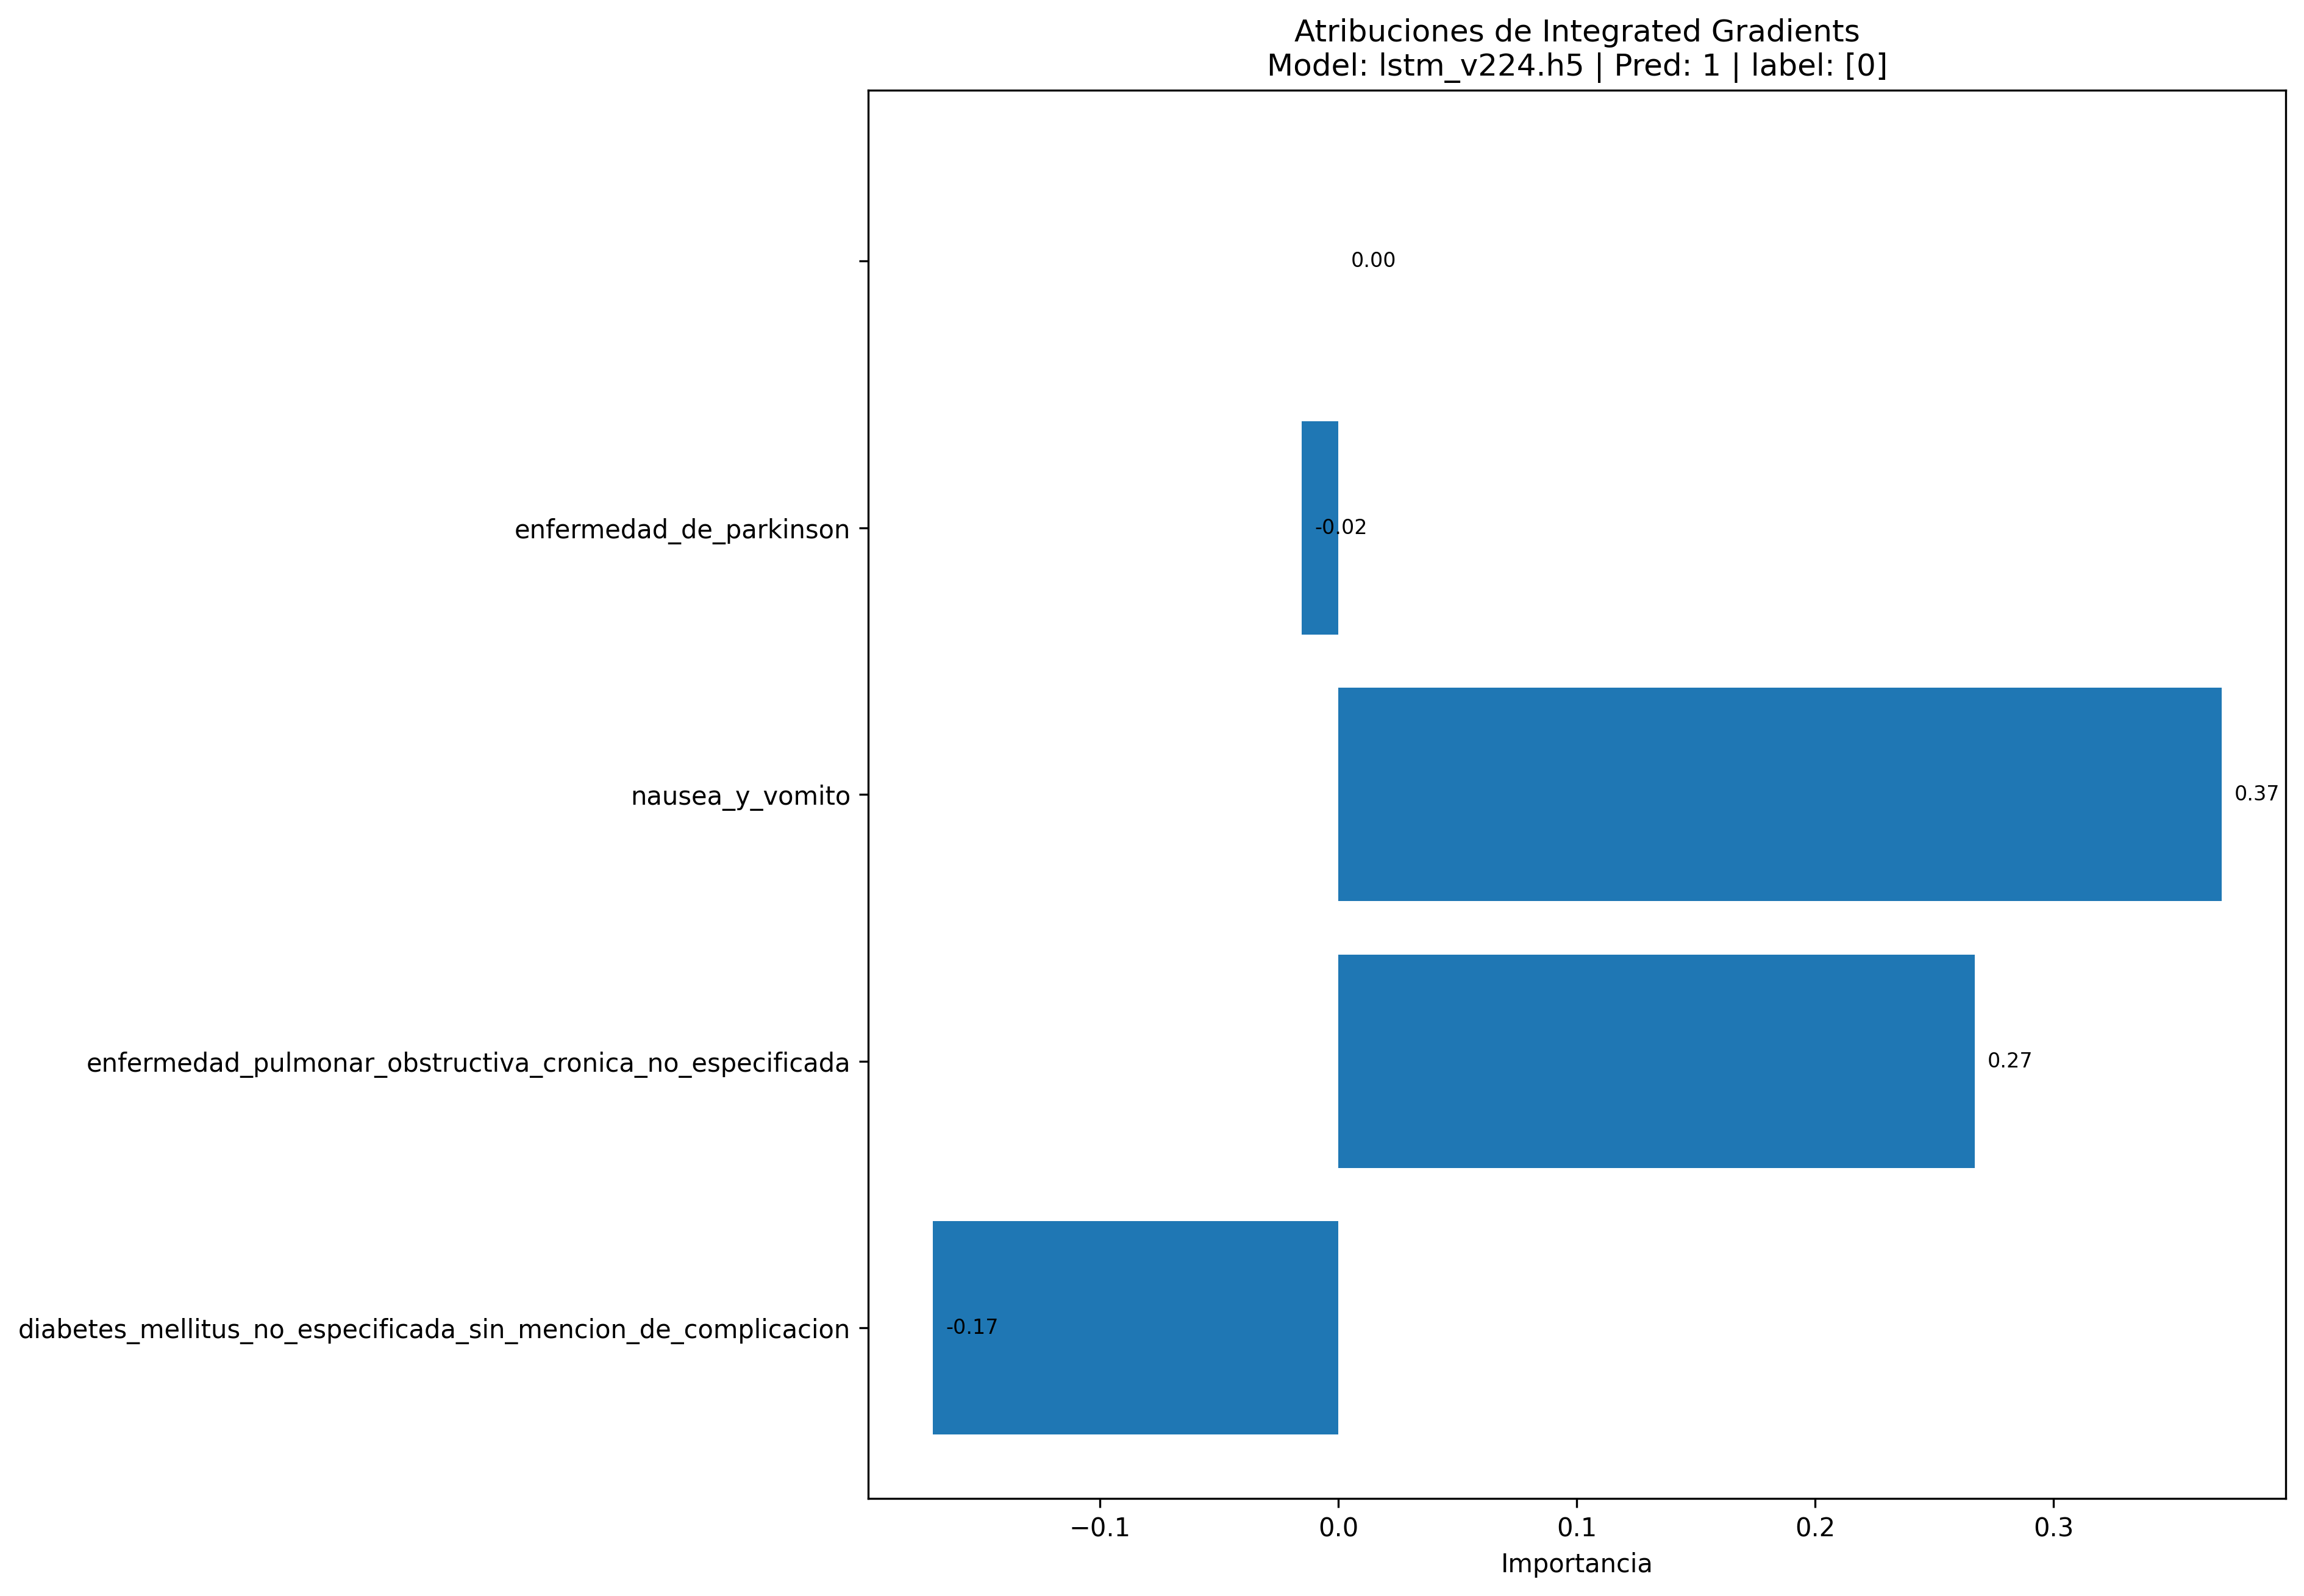 Atribuciones de Integrated Gradients
Model: lstm_v224.h5 | Pred: 1 | label: [0]
0.00
enfermedad_de_parkinson
-0.02
nausea_y_vomito
0.37
enfermedad_pulmonar_obstructiva_cronica_no_especificada
0.27
diabetes_mellitus_no_especificada_sin_mencion_de_complicacion
-0.17
−0.1 0.0 0.1 0.2 0.3
Importancia